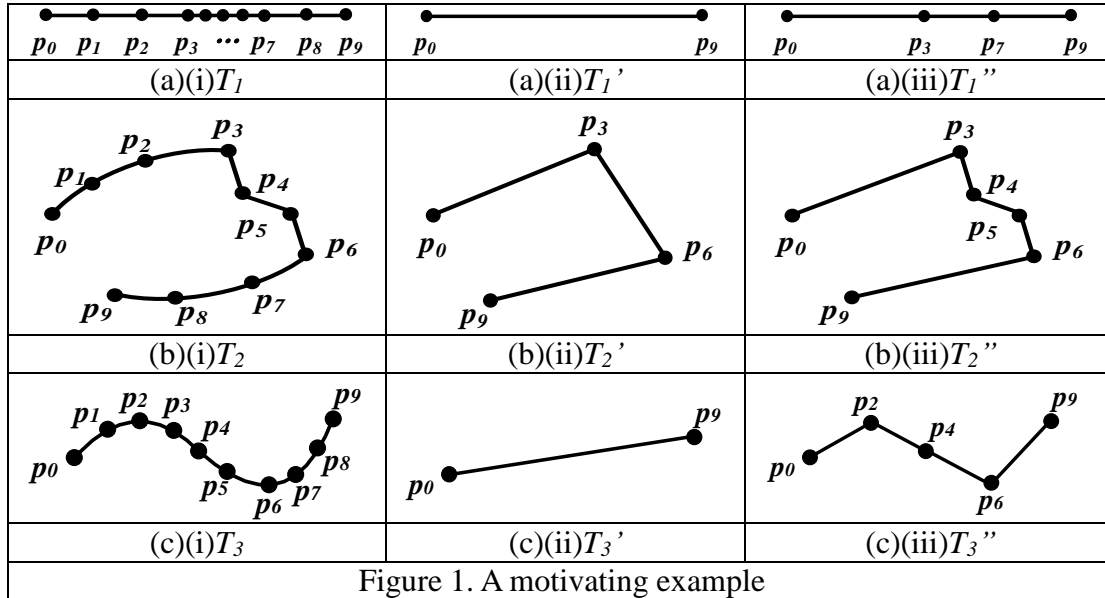 p0 p1 p2 p3 ... p7 p8 p9
p0 p9
p0 p3 p7 p9
(a)(i)T1
(a)(ii)T1’
(a)(iii)T1”
p3
p2
p1
p4
p5
p0
p6
p7
p9
p8
p3
p0
p6
p9
p3
p4
p0
p5
p6
p9
(b)(i)T2
(b)(ii)T2’
(b)(iii)T2”
p9
p2
p1
p3
p4
p0
p8
p5
p7
p6
p9
p0
p2
p9
p4
p0
p6
(c)(i)T3
(c)(ii)T3’
(c)(iii)T3”
Figure 1. A motivating example